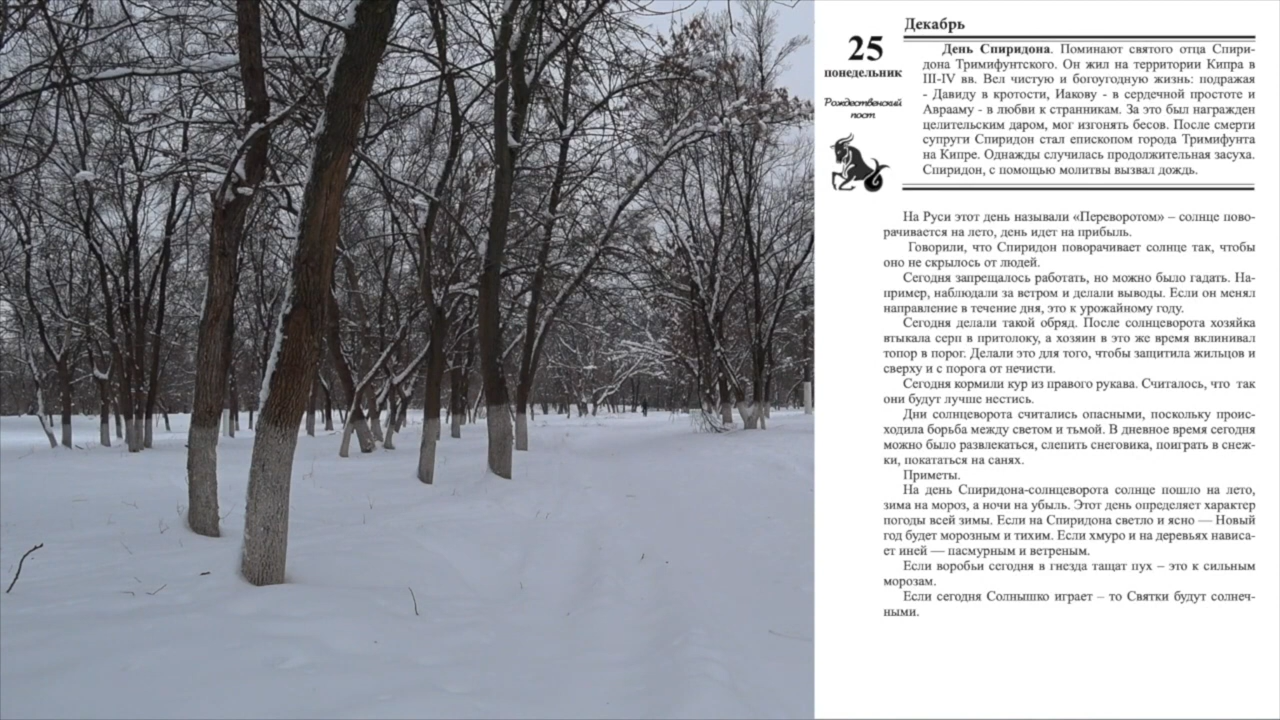 Декабрь
25
понедельник
Рождественский
пост
День Спиридона. Поминают святого отца Спири-
дона Тримифунтского. Он жил на территории Кипра в
III-IV вв. Вел чистую и богоугодную жизнь: подражая
- Давиду в кротости, Иакову - в сердечной простоте и
Аврааму - в любви к странникам. За это был награжден
целительским даром, мог изгонять бесов. После смерти
супруги Спиридон стал епископом города Тримифунта
на Кипре. Однажды случилась продолжительная засуха.
Спиридон, с помощью молитвы вызвал дождь.
На Руси этот день называли «Переворотом» – солнце пово-
рачивается на лето, день идет на прибыль.
Говорили, что Спиридон поворачивает солнце так, чтобы
оно не скрылось от людей.
Сегодня запрещалось работать, но можно было гадать. На-
пример, наблюдали за ветром и делали выводы. Если он менял
направление в течение дня, это к урожайному году.
Сегодня делали такой обряд. После солнцеворота хозяйка
втыкала серп в притолоку, а хозяин в это же время вклинивал
топор в порог. Делали это для того, чтобы защитила жильцов и
сверху и с порога от нечисти.
Сегодня кормили кур из правого рукава. Считалось, что так
они будут лучше нестись.
Дни солнцеворота считались опасными, поскольку проис-
ходила борьба между светом и тьмой. В дневное время сегодня
можно было развлекаться, слепить снеговика, поиграть в снеж-
ки, покататься на санях.
Приметы.
На день Спиридона-солнцеворота солнце пошло на лето,
зима на мороз, а ночи на убыль. Этот день определяет характер
погоды всей зимы. Если на Спиридона светло и ясно — Новый
год будет морозным и тихим. Если хмуро и на деревьях нависа-
ет иней — пасмурным и ветреным.
Если воробьи сегодня в гнезда тащат пух – это к сильным
морозам.
Если сегодня Солнышко играет – то Святки будут солнеч-
ными.